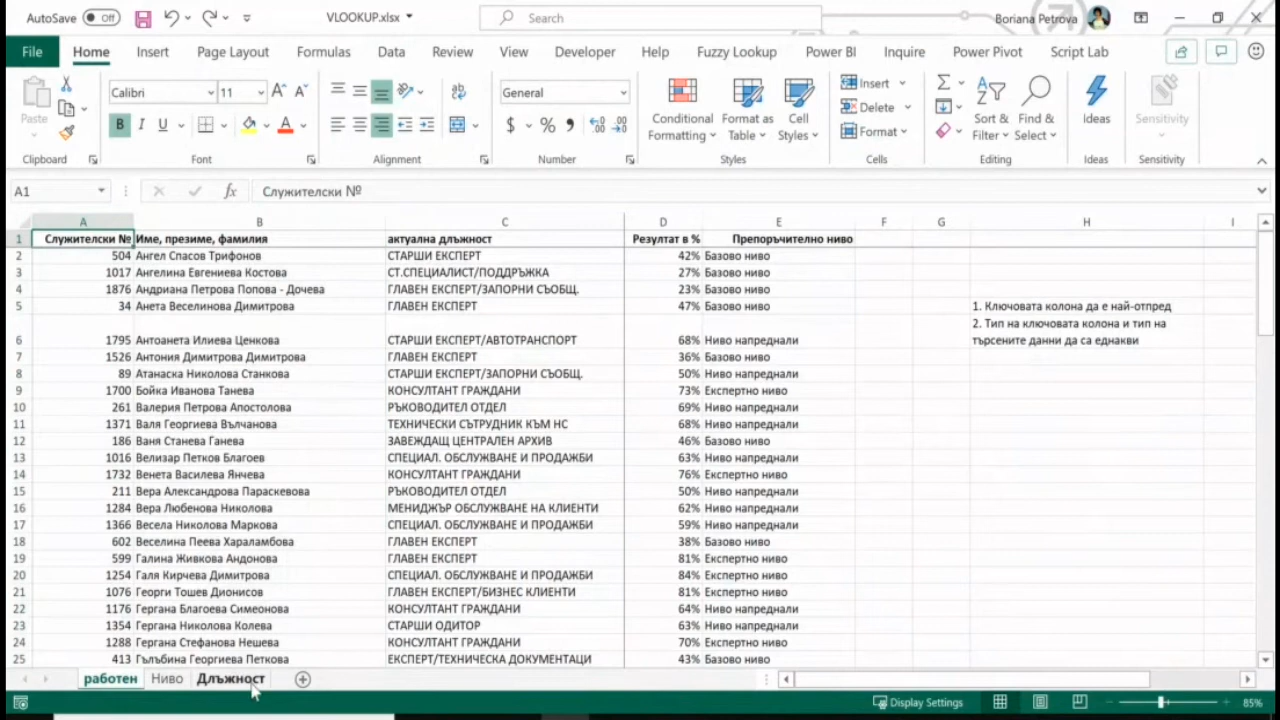 AutoSave Off VLOOKUP.xlsx Search Boriana Petrova
File Home Insert Page Layout Formulas Data Review View Developer Help Fuzzy Lookup Power BI Inquire Power Pivot Script Lab
Paste Calibri 11 General Conditional Formatting Format as Table Cell Styles Insert Delete Format Sort & Filter Find & Select Ideas Sensitivity
Clipboard Font Alignment Number Styles Cells Editing Ideas Sensitivity
A1 fx Служителски №
A B C D E F G H I
1 Служителски № Име, презиме, фамилия актуална длъжност Резултат в % Препоръчително ниво
2 504 Ангел Спасов Трифонов СТАРШИ ЕКСПЕРТ 42% Базово ниво
3 1017 Ангелина Евгениева Костова СТ.СПЕЦИАЛИСТ/ПОДДРЪЖКА 27% Базово ниво
4 1876 Андриана Петрова Попова - Дочева ГЛАВЕН ЕКСПЕРТ/ЗАПОРНИ СЪОБЩ. 23% Базово ниво
5 34 Анета Веселинова Димитрова ГЛАВЕН ЕКСПЕРТ 47% Базово ниво 1. Ключовата колона да е най-отпред
2. Тип на ключовата колона и тип на
6 1795 Антоанета Илиева Ценкова СТАРШИ ЕКСПЕРТ/АВТОТРАНСПОРТ 68% Ниво напреднали търсените данни да са еднакви
7 1526 Антония Димитрова Димитрова ГЛАВЕН ЕКСПЕРТ 36% Базово ниво
8 89 Атанаска Николова Станкова СТАРШИ ЕКСПЕРТ/ЗАПОРНИ СЪОБЩ. 50% Ниво напреднали
9 1700 Бойка Иванова Танева КОНСУЛТАНТ ГРАЖДАНИ 73% Експертно ниво
10 261 Валерия Петрова Апостолова РЪКОВОДИТЕЛ ОТДЕЛ 69% Ниво напреднали
11 1371 Валя Георгиева Вълчанова ТЕХНИЧЕСКИ СЪТРУДНИК КЪМ НС 68% Ниво напреднали
12 186 Ваня Станева Ганева ЗАВЕЖДАЩ ЦЕНТРАЛЕН АРХИВ 46% Базово ниво
13 1016 Велизар Петков Благоев СПЕЦИАЛ. ОБСЛУЖВАНЕ И ПРОДАЖБИ 63% Ниво напреднали
14 1732 Венета Василева Янчева КОНСУЛТАНТ ГРАЖДАНИ 76% Експертно ниво
15 211 Вера Александрова Параскевова РЪКОВОДИТЕЛ ОТДЕЛ 50% Ниво напреднали
16 1284 Вера Любенова Николова МЕНИДЖЪР ОБСЛУЖВАНЕ НА КЛИЕНТИ 62% Ниво напреднали
17 1366 Весела Николова Маркова СПЕЦИАЛ. ОБСЛУЖВАНЕ И ПРОДАЖБИ 59% Ниво напреднали
18 602 Веселина Пеева Хараламбова ГЛАВЕН ЕКСПЕРТ 38% Базово ниво
19 599 Галина Живкова Андонова ГЛАВЕН ЕКСПЕРТ 81% Експертно ниво
20 1254 Галя Кирчева Димитрова СПЕЦИАЛ. ОБСЛУЖВАНЕ И ПРОДАЖБИ 84% Експертно ниво
21 1076 Георги Тошев Дионисов ГЛАВЕН ЕКСПЕРТ/БИЗНЕС КЛИЕНТИ 81% Експертно ниво
22 1176 Гергана Благоева Симеонова КОНСУЛТАНТ ГРАЖДАНИ 64% Ниво напреднали
23 1354 Гергана Николова Колева СТАРШИ ОДИТОР 63% Ниво напреднали
24 1288 Гергана Стефанова Нешева КОНСУЛТАНТ ГРАЖДАНИ 70% Експертно ниво
25 413 Гълъбина Георгиева Петкова ЕКСПЕРТ/ТЕХНИЧЕСКА ДОКУМЕНТАЦИ 43% Базово ниво
работен Ниво Длъжност
Display Settings 85%